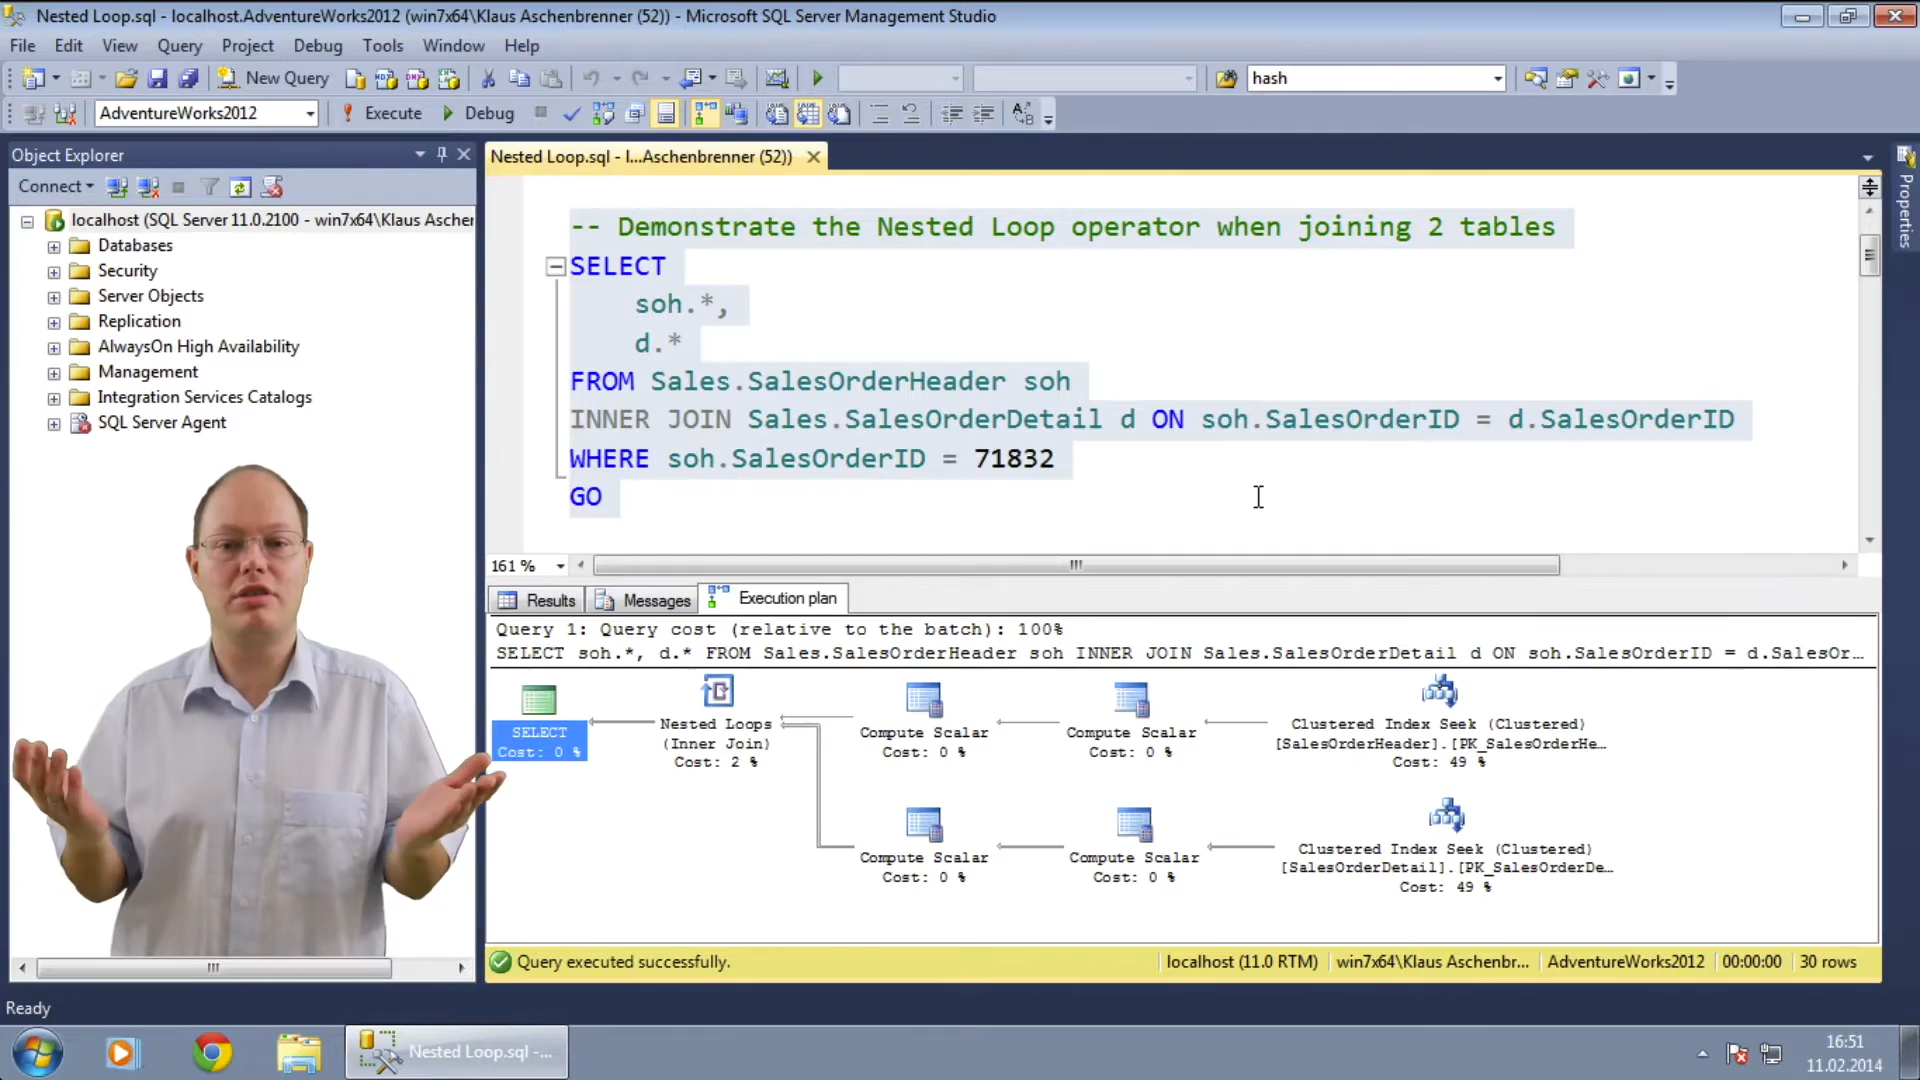 Nested Loop.sql - localhost.AdventureWorks2012 (win7x64\Klaus Aschenbrenner (52)) - Microsoft SQL Server Management Studio
File Edit View Query Project Debug Tools Window Help
New Query hash
AdventureWorks2012 Execute Debug
Object Explorer
Nested Loop.sql - l...Aschenbrenner (52))
Properties
Connect
localhost (SQL Server 11.0.2100 - win7x64\Klaus Ascher
Databases
Security
Server Objects
Replication
AlwaysOn High Availability
Management
Integration Services Catalogs
SQL Server Agent
-- Demonstrate the Nested Loop operator when joining 2 tables
SELECT
soh.*,
d.*
FROM Sales.SalesOrderHeader soh
INNER JOIN Sales.SalesOrderDetail d ON soh.SalesOrderID = d.SalesOrderID
WHERE soh.SalesOrderID = 71832
GO
161 %
Results Messages Execution plan
Query 1: Query cost (relative to the batch): 100%
SELECT soh.*, d.* FROM Sales.SalesOrderHeader soh INNER JOIN Sales.SalesOrderDetail d ON soh.SalesOrderID = d.SalesOr...
SELECT
Cost: 0 %
Nested Loops
(Inner Join)
Cost: 2 %
Compute Scalar
Cost: 0 %
Compute Scalar
Cost: 0 %
Clustered Index Seek (Clustered)
[SalesOrderHeader].[PK_SalesOrderHe...
Cost: 49 %
Compute Scalar
Cost: 0 %
Compute Scalar
Cost: 0 %
Clustered Index Seek (Clustered)
[SalesOrderDetail].[PK_SalesOrderDe...
Cost: 49 %
Query executed successfully.
localhost (11.0 RTM) win7x64\Klaus Aschenbr... AdventureWorks2012 00:00:00 30 rows
Ready
Nested Loop.sql -...
16:51
11.02.2014